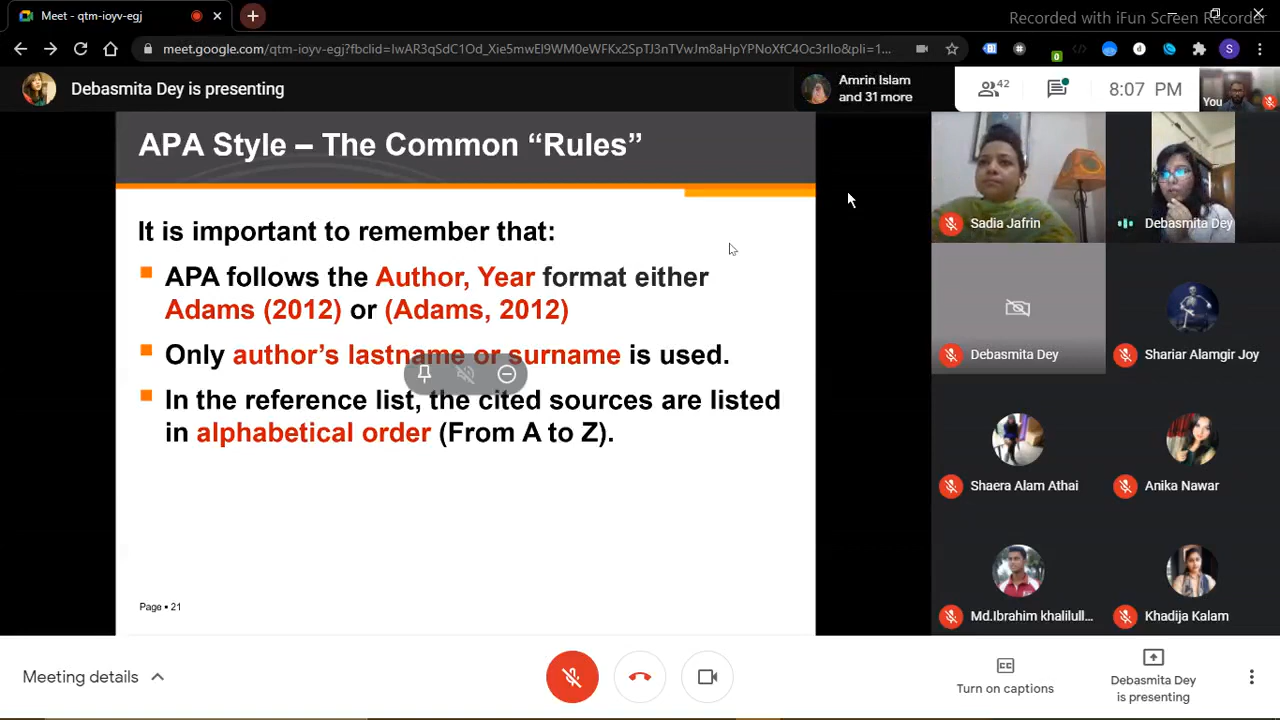 Meet - qtm-ioyv-egj
Recorded with iFun Screen Recorder
meet.google.com/qtm-ioyv-egj?fbclid=IwAR3qSdC1Od_Xie5mwEl9WM0eWFKx2SpTJ3nTVwJm8aHpYPNoXfC4Oc3rlIo&pli=1...
0
S
Debasmita Dey is presenting
Amrin Islam
and 31 more
42
8:07 PM
You
APA Style – The Common “Rules”
It is important to remember that:
APA follows the Author, Year format either
Adams (2012) or (Adams, 2012)
Only author’s lastname or surname is used.
In the reference list, the cited sources are listed
in alphabetical order (From A to Z).
Page ▪ 21
Sadia Jafrin
Debasmita Dey
Debasmita Dey
Shariar Alamgir Joy
Shaera Alam Athai
Anika Nawar
Md.Ibrahim khalilull...
Khadija Kalam
Meeting details
CC
Turn on captions
Debasmita Dey
is presenting